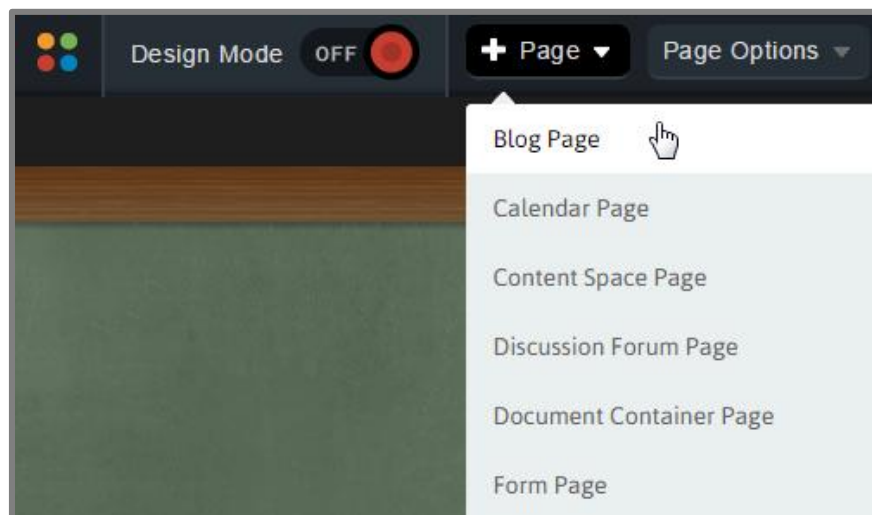 Design Mode OFF + Page Page Options
Blog Page
Calendar Page
Content Space Page
Discussion Forum Page
Document Container Page
Form Page